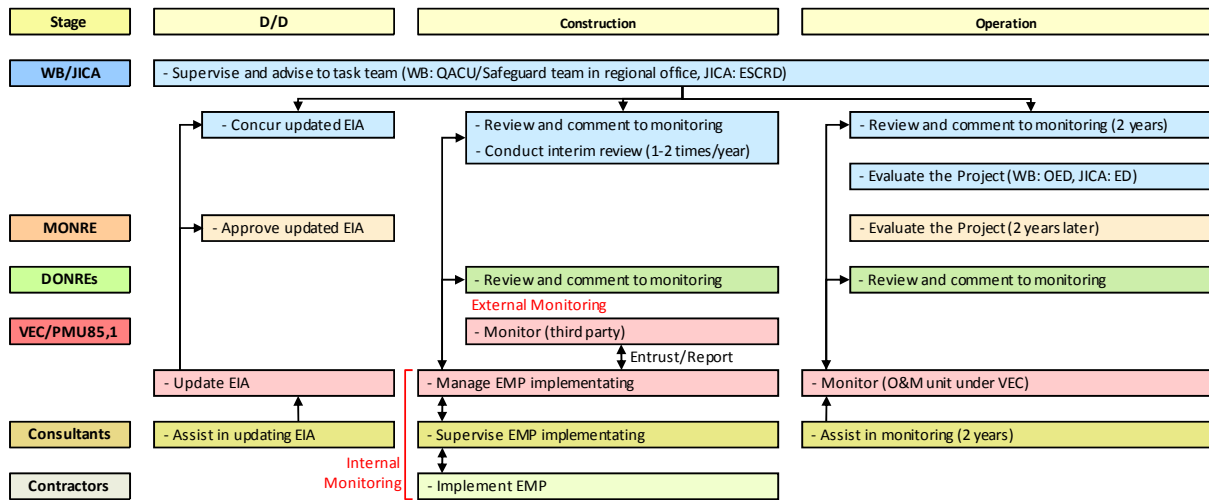 Stage
D/D
Construction
Operation
WB/JICA
- Supervise and advise to task team (WB: QACU/Safeguard team in regional office, JICA: ESCRD)
- Concur updated EIA
- Review and comment to monitoring
- Conduct interim review (1-2 times/year)
- Review and comment to monitoring (2 years)
- Evaluate the Project (WB: OED, JICA: ED)
MONRE
- Approve updated EIA
- Evaluate the Project (2 years later)
DONREs
- Review and comment to monitoring
- Review and comment to monitoring
External Monitoring
VEC/PMU85,1
- Monitor (third party)
Entrust/Report
- Update EIA
- Manage EMP implementating
- Monitor (O&M unit under VEC)
Consultants
- Assist in updating EIA
- Supervise EMP implementating
- Assist in monitoring (2 years)
Internal
Monitoring
Contractors
- Implement EMP